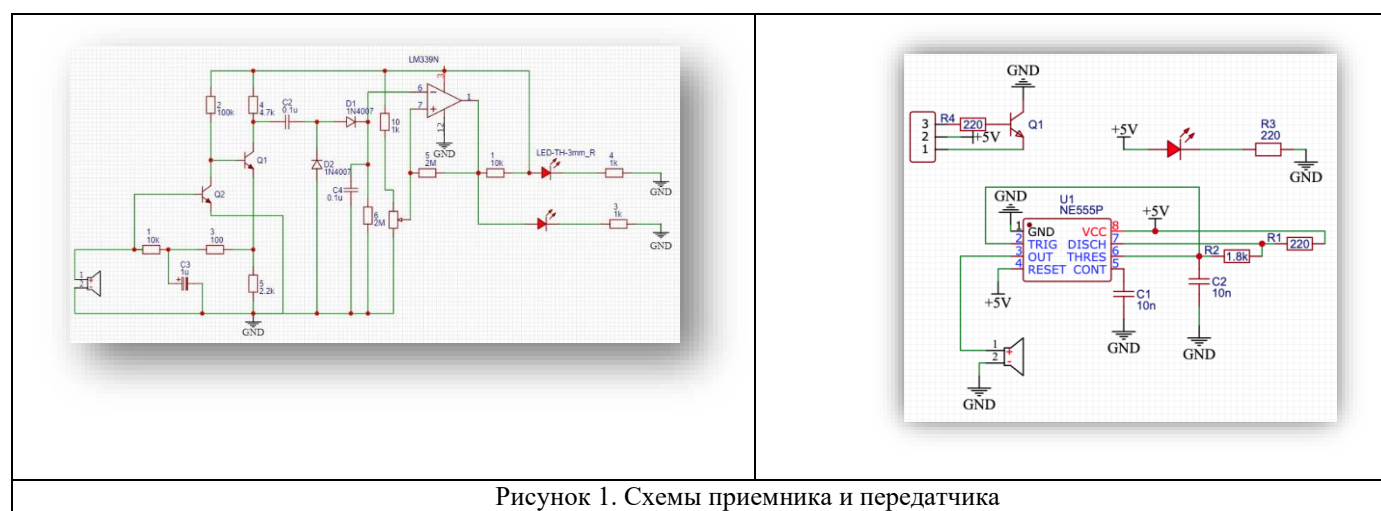 LM339N
2
100k
4
4.7k
C2
0.1u
D1
1N4007
10
1k
6
7
3
1
12
GND
5
2M
1
10k
LED-TH-3mm_R
4
1k
GND
Q1
D2
1N4007
C4
0.1u
6
2M
3
1k
GND
Q2
1
10k
3
100
C3
1u
5
2.2k
1
2
GND
GND
R4
220
Q1
3
2
1
+5V
+5V
R3
220
GND
GND
U1
NE555P
+5V
1
GND
VCC
8
2
TRIG
DISCH
7
3
OUT
THRES
6
4
RESET
CONT
5
R1
220
R2
1.8k
+5V
C1
10n
C2
10n
GND
GND
1
2
GND
Рисунок 1. Схемы приемника и передатчика